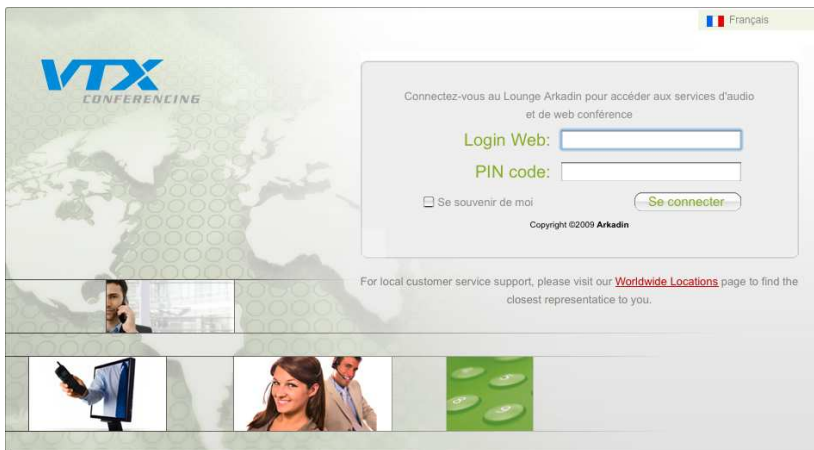 Français
VTX
CONFERENCING
Connectez-vous au Lounge Arkadin pour accéder aux services d'audio
et de web conférence
Login Web:
PIN code:
Se souvenir de moi
Se connecter
Copyright ©2009 Arkadin
For local customer service support, please visit our Worldwide Locations page to find the
closest representatice to you.